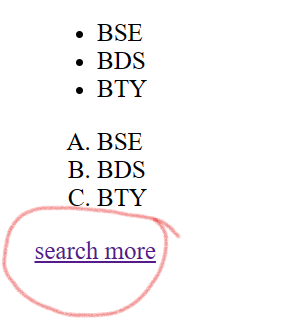 • BSE
• BDS
• BTY
A. BSE
B. BDS
C. BTY
search more